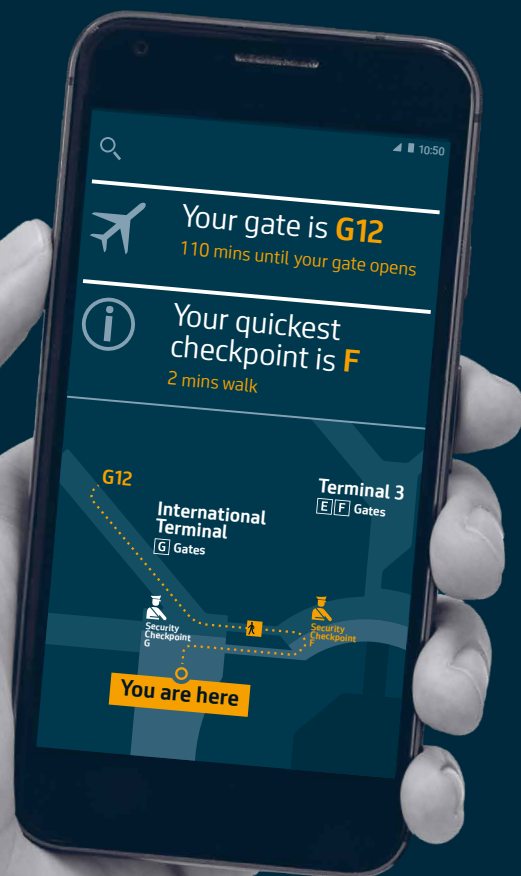 10:50
Your gate is G12
110 mins until your gate opens
Your quickest
checkpoint is F
2 mins walk
G12
Terminal 3
E F Gates
International
Terminal
G Gates
Security
Checkpoint
G
Security
Checkpoint
F
You are here